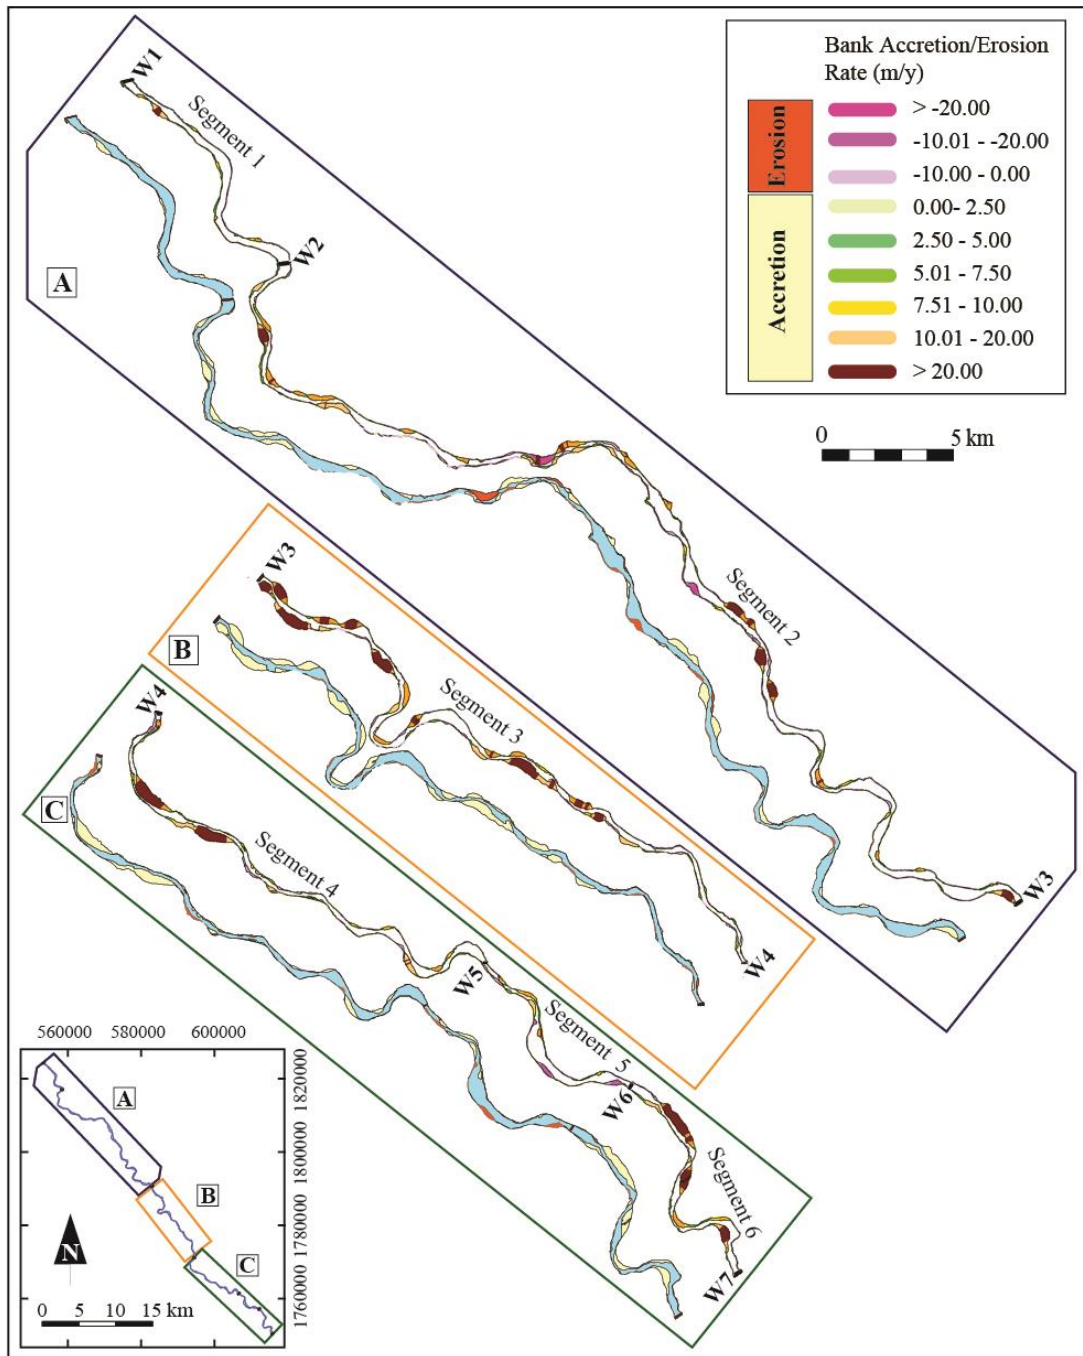 Bank Accretion/Erosion
Rate (m/y)
Erosion
Accretion
> -20.00
-10.01 - -20.00
-10.00 - 0.00
0.00- 2.50
2.50 - 5.00
5.01 - 7.50
7.51 - 10.00
10.01 - 20.00
> 20.00
0 5 km
W1
Segment 1
W2
A
Segment 2
W3
W3
B
Segment 3
W4
W4
C
Segment 4
W5
Segment 5
W6
Segment 6
W7
560000 580000 600000
1820000
1800000
1780000
1760000
A
B
C
N
0 5 10 15 km